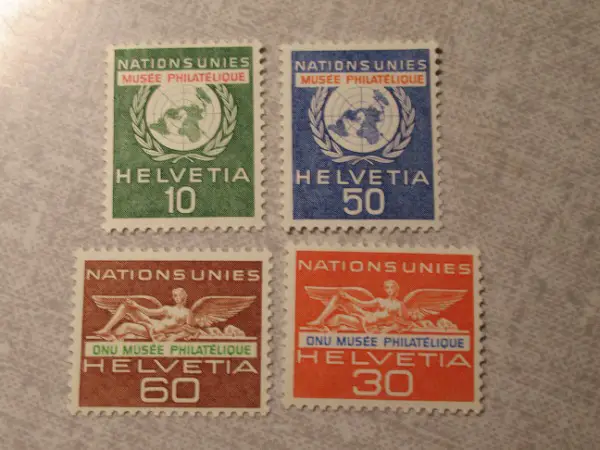 NATIONS UNIES
MUSÉE PHILATÉLIQUE
HELVETIA
10
NATIONS UNIES
MUSÉE PHILATÉLIQUE
HELVETIA
50
NATIONS UNIES
ONU MUSÉE PHILATÉLIQUE
HELVETIA
60
NATIONS UNIES
ONU MUSÉE PHILATÉLIQUE
HELVETIA
30